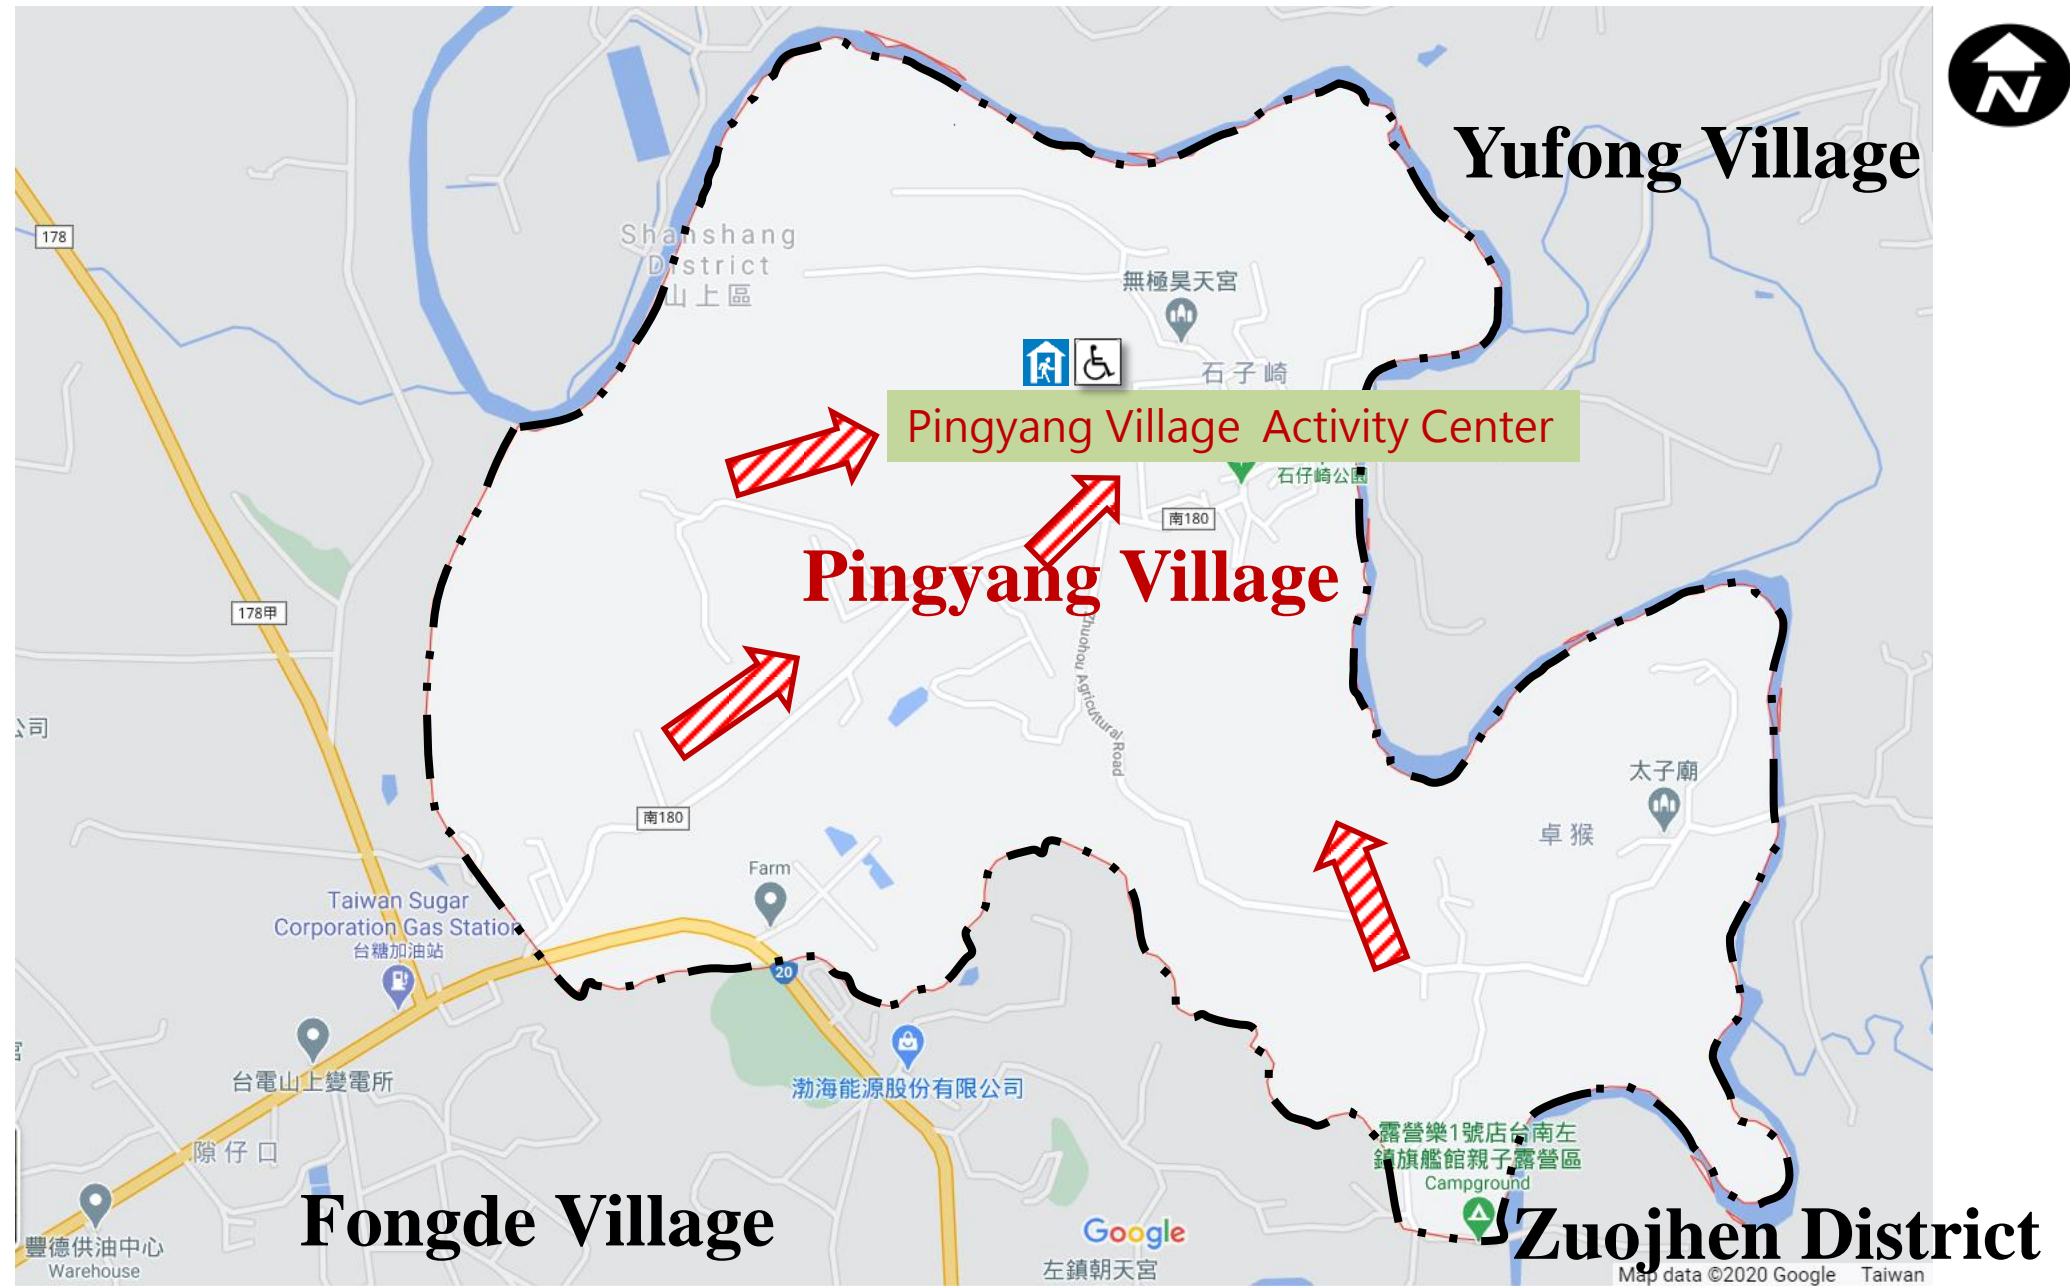 N
Yufong Village
178
Shanshang
District
山上區
無極昊天宮
石子崎
Pingyang Village Activity Center
石仔崎公園
南180
Pingyang Village
178甲
Zhuohou Agricultural Road
公司
太子廟
南180
卓猴
Farm
Taiwan Sugar
Corporation Gas Station
台糖加油站
20
台電山上變電所
渤海能源股份有限公司
隙仔口
露營樂1號店台南左
鎮旗艦館親子露營區
Campground
Fongde Village
Google
Zuojhen District
豐德供油中心
Warehouse
左鎮朝天宮
Map data ©2020 Google Taiwan